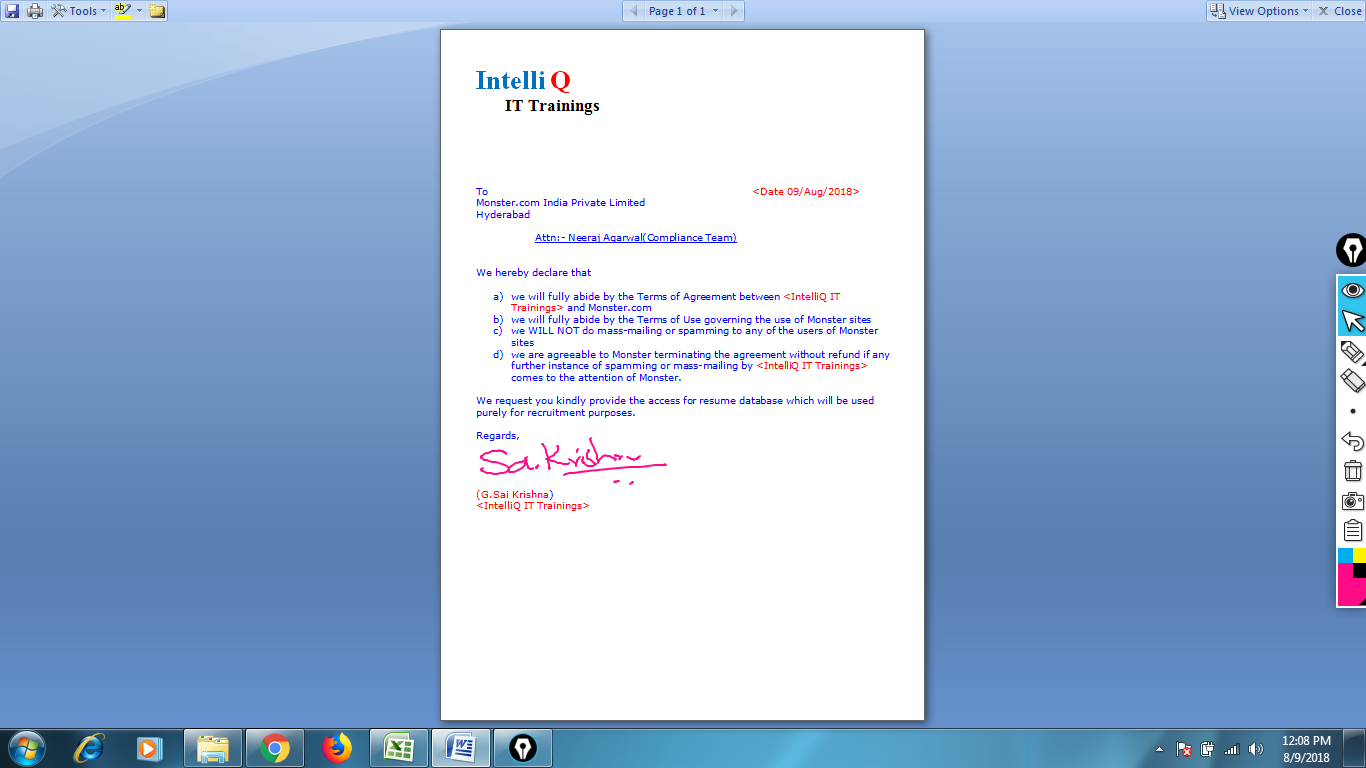 Tools
Page 1 of 1
View Options
Close
Intelli Q
IT Trainings
To <Date 09/Aug/2018>
Monster.com India Private Limited
Hyderabad
Attn:- Neeraj Agarwal(Compliance Team)
We hereby declare that
a) we will fully abide by the Terms of Agreement between <IntelliQ IT
Trainings> and Monster.com
b) we will fully abide by the Terms of Use governing the use of Monster sites
c) we WILL NOT do mass-mailing or spamming to any of the users of Monster
sites
d) we are agreeable to Monster terminating the agreement without refund if any
further instance of spamming or mass-mailing by <IntelliQ IT Trainings>
comes to the attention of Monster.
We request you kindly provide the access for resume database which will be used
purely for recruitment purposes.
Regards,
Sai.Krishna
(G.Sai Krishna)
<IntelliQ IT Trainings>
12:08 PM
8/9/2018